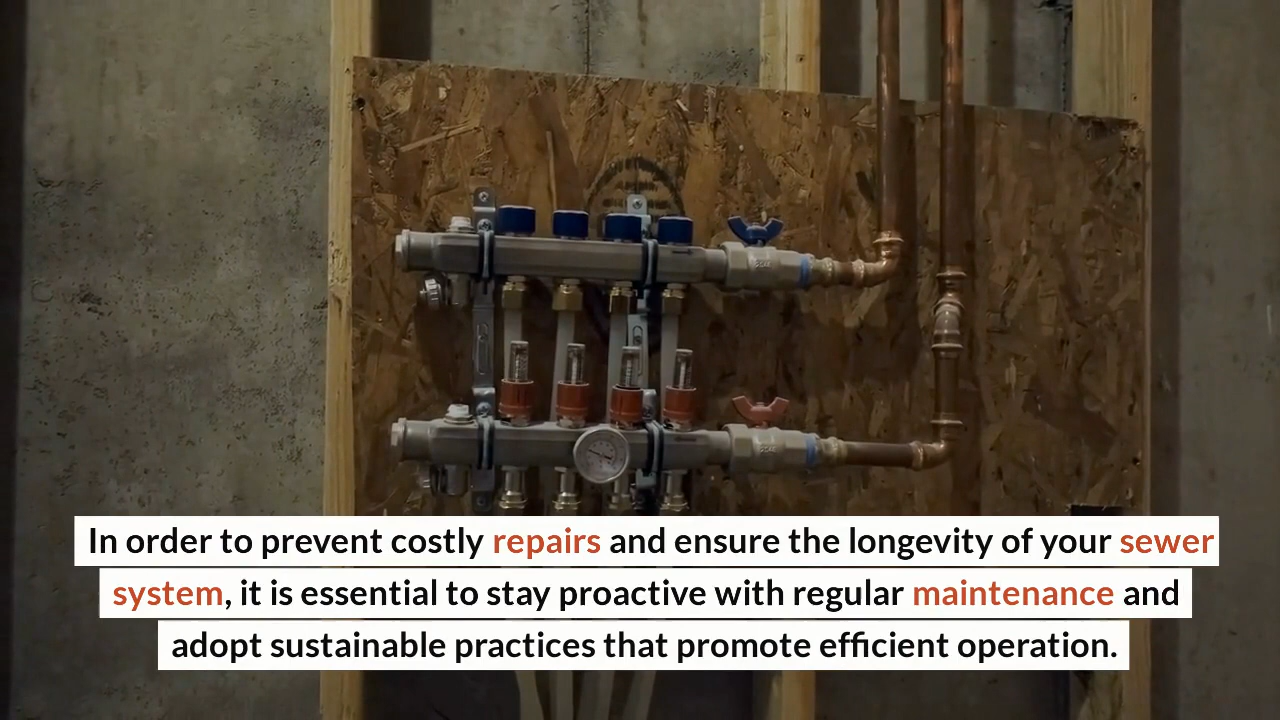 In order to prevent costly repairs and ensure the longevity of your sewer
system, it is essential to stay proactive with regular maintenance and
adopt sustainable practices that promote efficient operation.